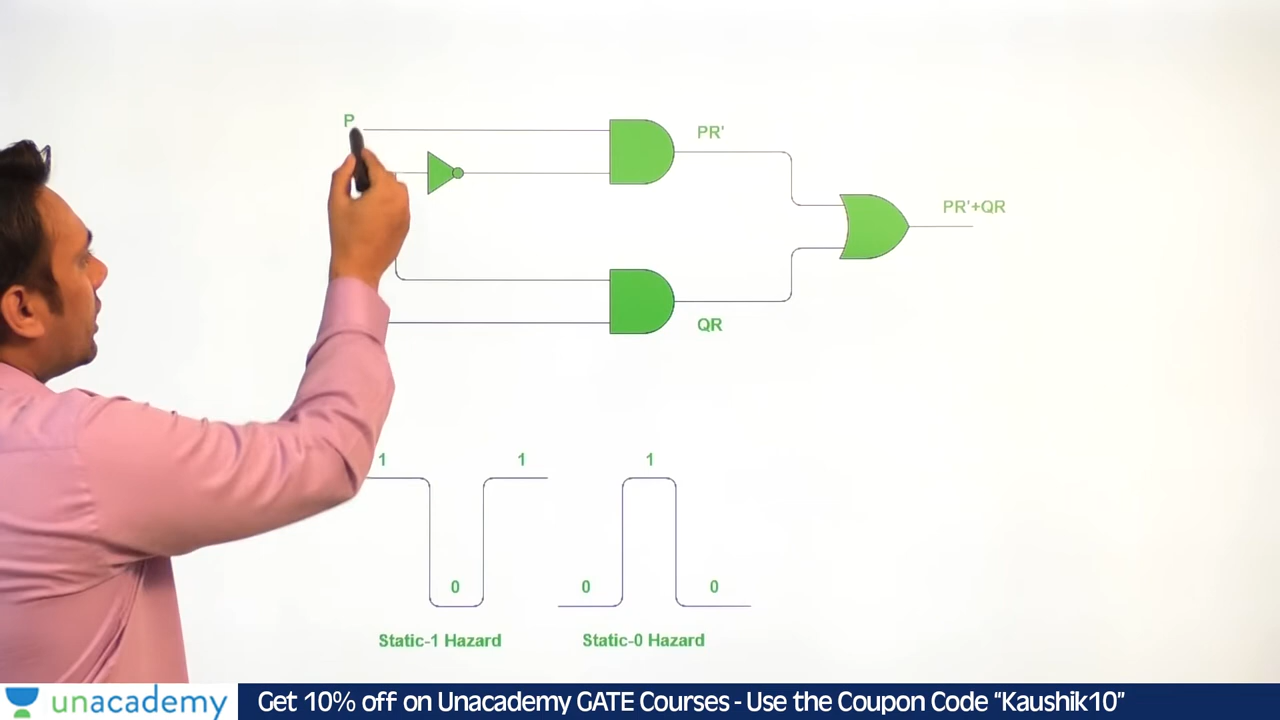 P
PR'
PR'+QR
QR
1
1
1
0
0
0
Static-1 Hazard
Static-0 Hazard
unacademy
Get 10% off on Unacademy GATE Courses - Use the Coupon Code “Kaushik10”